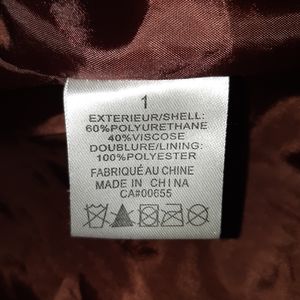 1
EXTERIEUR/SHELL:
60%POLYURETHANE
40%VISCOSE
DOUBLURE/LINING:
100%POLYESTER
FABRIQUÉ AU CHINE
MADE IN CHINA
CA#00655